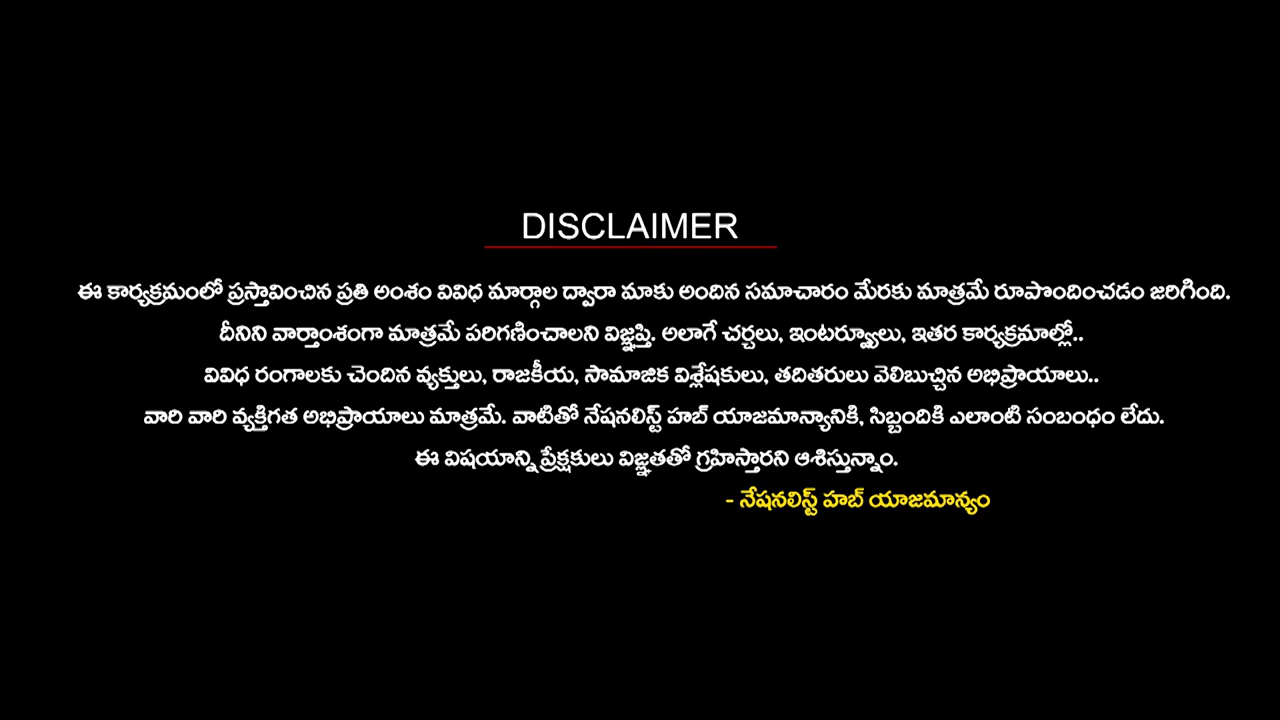 DISCLAIMER
ఈ కార్యక్రమంలో ప్రస్తావించిన ప్రతి అంశం వివిధ మార్గాల ద్వారా మాకు అందిన సమాచారం మేరకు మాత్రమే రూపొందించడం జరిగింది.
దీనిని వార్తాంశంగా మాత్రమే పరిగణించాలని విజ్ఞప్తి. అలాగే చర్చలు, ఇంటర్వ్యూలు, ఇతర కార్యక్రమాల్లో..
వివిధ రంగాలకు చెందిన వ్యక్తులు, రాజకీయ, సామాజిక విశ్లేషకులు, తదితరులు వెలిబుచ్చిన అభిప్రాయాలు..
వారి వారి వ్యక్తిగత అభిప్రాయాలు మాత్రమే. వాటితో నేషనలిస్ట్ హబ్ యాజమాన్యానికి, సిబ్బందికి ఎలాంటి సంబంధం లేదు.
ఈ విషయాన్ని ప్రేక్షకులు విజ్ఞతతో గ్రహిస్తారని ఆశిస్తున్నాం.
- నేషనలిస్ట్ హబ్ యాజమాన్యం